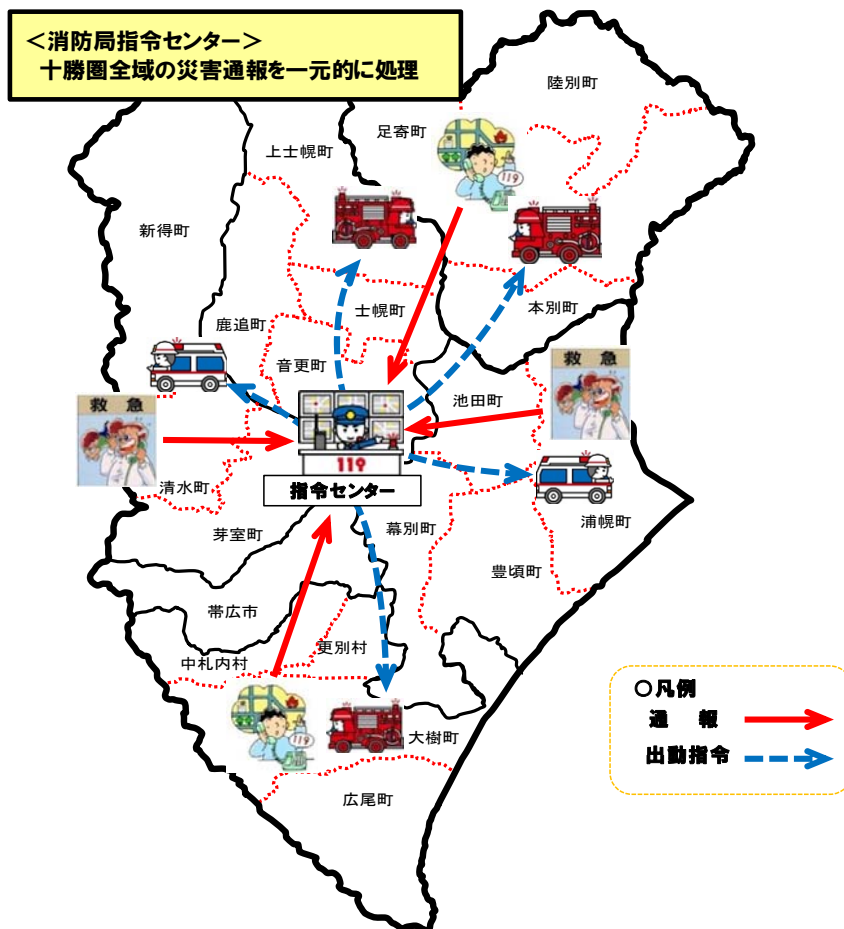 ＜消防局指令センター＞
十勝圏全域の災害通報を一元的に処理
陸別町
足寄町
上士幌町
119
新得町
本別町
士幌町
鹿追町
音更町
池田町
救急
救急
119
指令センター
清水町
浦幌町
芽室町
幕別町
豊頃町
帯広市
更別村
中札内村
119
大樹町
広尾町
○凡例
通　報
出動指令